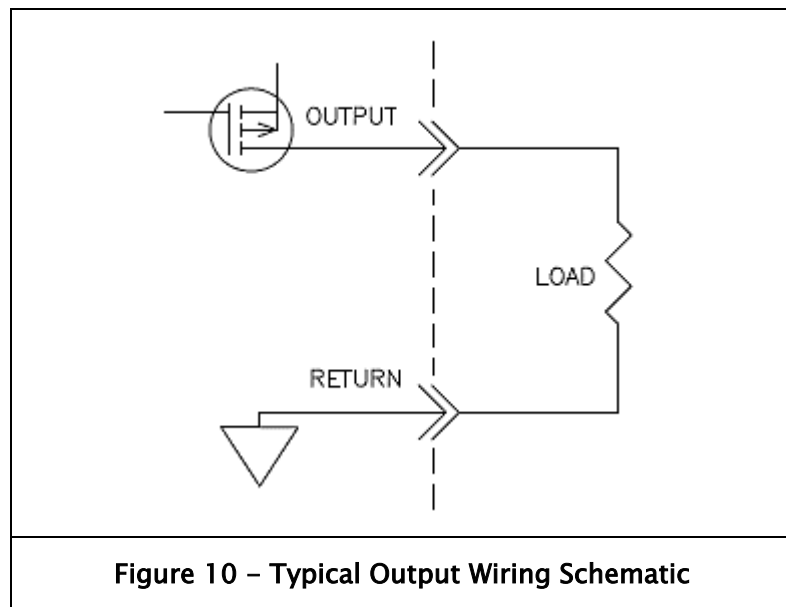 OUTPUT
LOAD
RETURN
Figure 10 – Typical Output Wiring Schematic